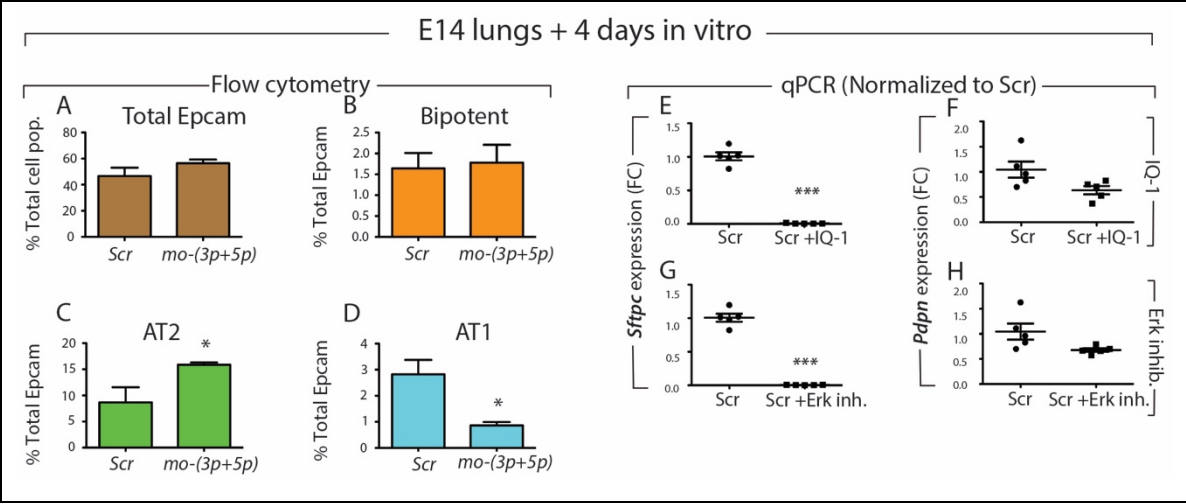 E14 lungs + 4 days in vitro
Flow cytometry
A
Total Epcam
% Total cell pop.
80
60
40
20
0
Scr
mo-(3p+5p)
B
Bipotent
% Total Epcam
2.5
2.0
1.5
1.0
0.5
0.0
Scr
mo-(3p+5p)
C
AT2
% Total Epcam
20
15
10
5
0
*
Scr
mo-(3p+5p)
D
AT1
% Total Epcam
4
3
2
1
0
*
Scr
mo-(3p+5p)
qPCR (Normalized to Scr)
Sftpc expression (FC)
E
1.5
1.0
0.5
0.0
***
Scr
Scr +IQ-1
Pdpn expression (FC)
F
2.0
1.5
1.0
0.5
0.0
Scr
Scr +IQ-1
IQ-1
G
1.5
1.0
0.5
0.0
***
Scr
Scr +Erk inh.
H
2.0
1.5
1.0
0.5
0.0
Scr
Scr +Erk inh.
Erk inhib.